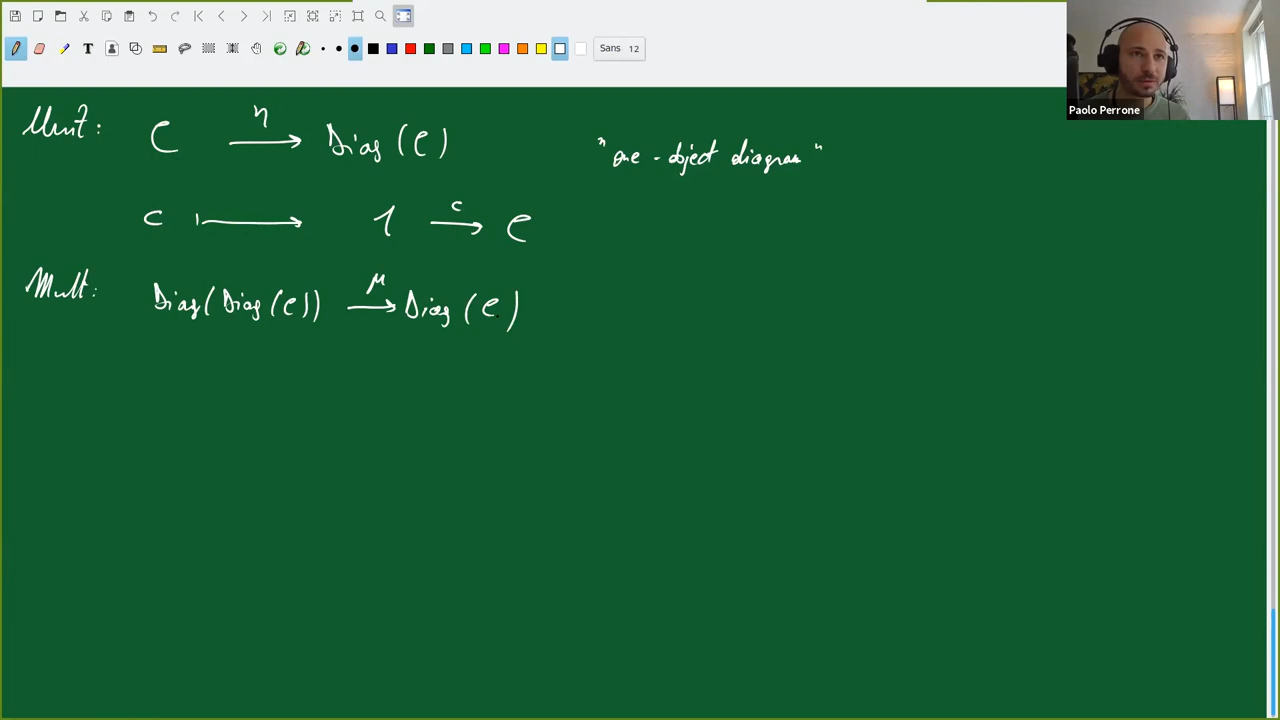 Sans 12
Paolo Perrone
Unit: C η→ Diag(C) "one-object diagram"
c ↦ 1 c→ C
Mult: Diag(Diag(C)) μ→ Diag(C)